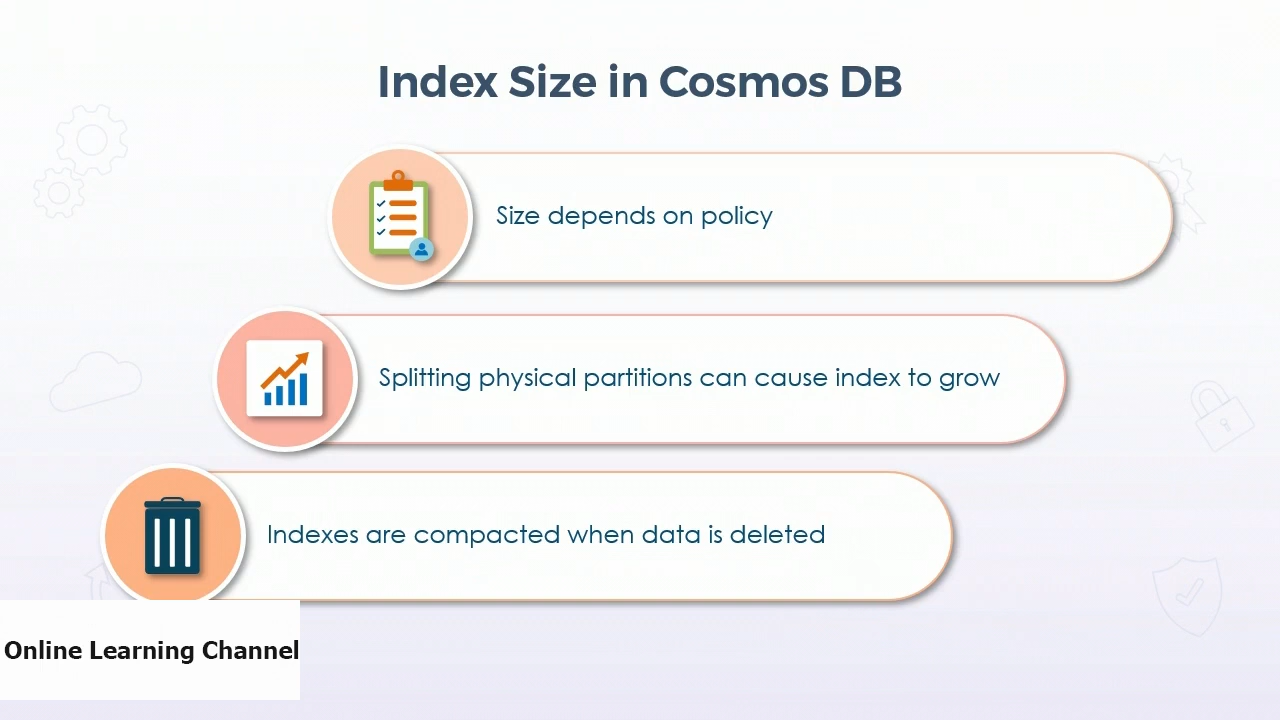 Index Size in Cosmos DB
Size depends on policy
Splitting physical partitions can cause index to grow
Indexes are compacted when data is deleted
Online Learning Channel